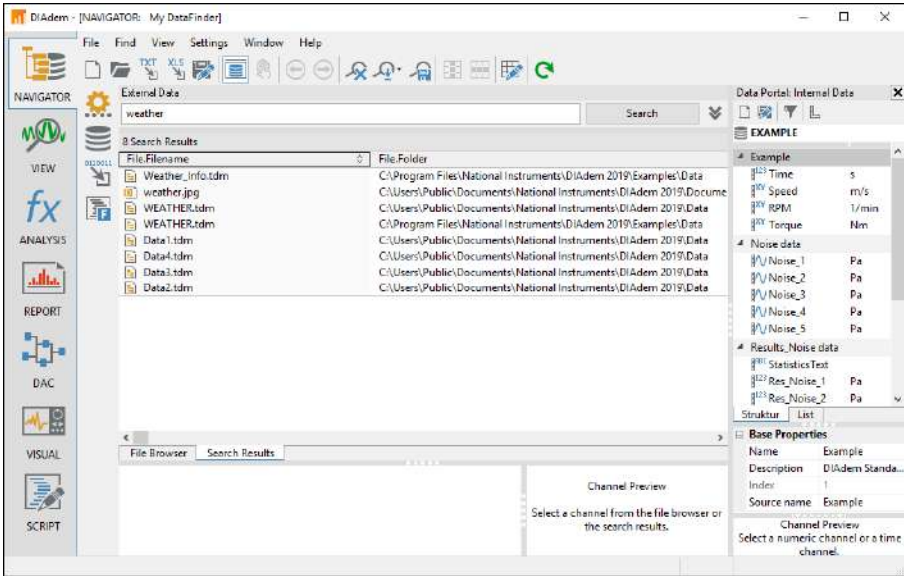 DIAdem - [NAVIGATOR: My DataFinder]
File Find View Settings Window Help
TXT XLS
NAVIGATOR
VIEW
fx
ANALYSIS
REPORT
DAC
VISUAL
SCRIPT
External Data
weather
Search
8 Search Results
File.Filename File.Folder
Weather_Info.tdm C:\Program Files\National Instruments\DIAdem 2019\Examples\Data
weather.jpg C:\Users\Public\Documents\National Instruments\DIAdem 2019\Docume
WEATHER.tdm C:\Users\Public\Documents\National Instruments\DIAdem 2019\Data
WEATHER.tdm C:\Program Files\National Instruments\DIAdem 2019\Examples\Data
Data1.tdm C:\Users\Public\Documents\National Instruments\DIAdem 2019\Data
Data4.tdm C:\Users\Public\Documents\National Instruments\DIAdem 2019\Data
Data3.tdm C:\Users\Public\Documents\National Instruments\DIAdem 2019\Data
Data2.tdm C:\Users\Public\Documents\National Instruments\DIAdem 2019\Data
File Browser Search Results
Channel Preview
Select a channel from the file browser or
the search results.
Data Portal: Internal Data
EXAMPLE
Example
Time s
Speed m/s
RPM 1/min
Torque Nm
Noise data
Noise_1 Pa
Noise_2 Pa
Noise_3 Pa
Noise_4 Pa
Noise_5 Pa
Results_Noise data
StatisticsText
Res_Noise_1 Pa
Res_Noise_2 Pa
Struktur List
Base Properties
Name Example
Description DIAdem Standa...
Index 1
Source name Example
Channel Preview
Select a numeric channel or a time
channel.